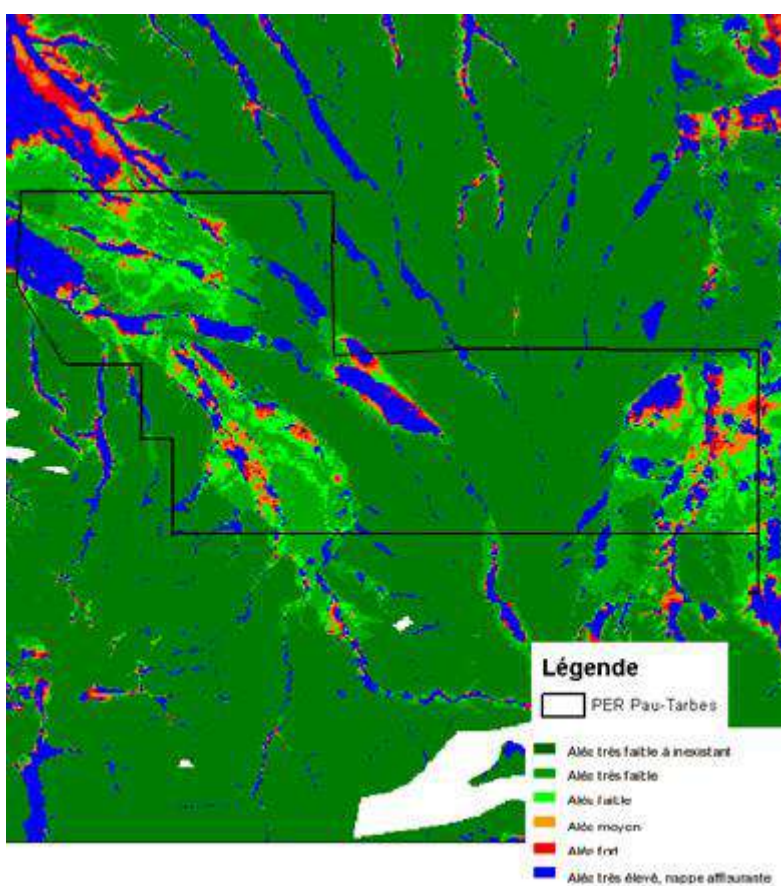 Légende
PER Pau-Tarbes
Aléa très faible à inexistant
Aléa très faible
Aléa faible
Aléa moyen
Aléa fort
Aléa très élevé, nappe affleurante